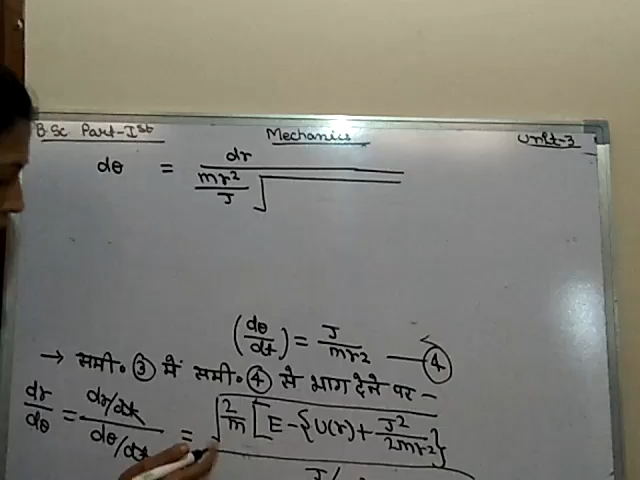 B.Sc Part-Ist Mechanics Unit-3
dθ = dr / (mr²/J √
(dθ/dt) = J/mr² — ④
→ समी. ③ में समी. ④ से भाग देने पर -
dr/dθ = (dr/dt)/(dθ/dt) = √(2/m [E - {U(r) + J²/2mr²}
J/